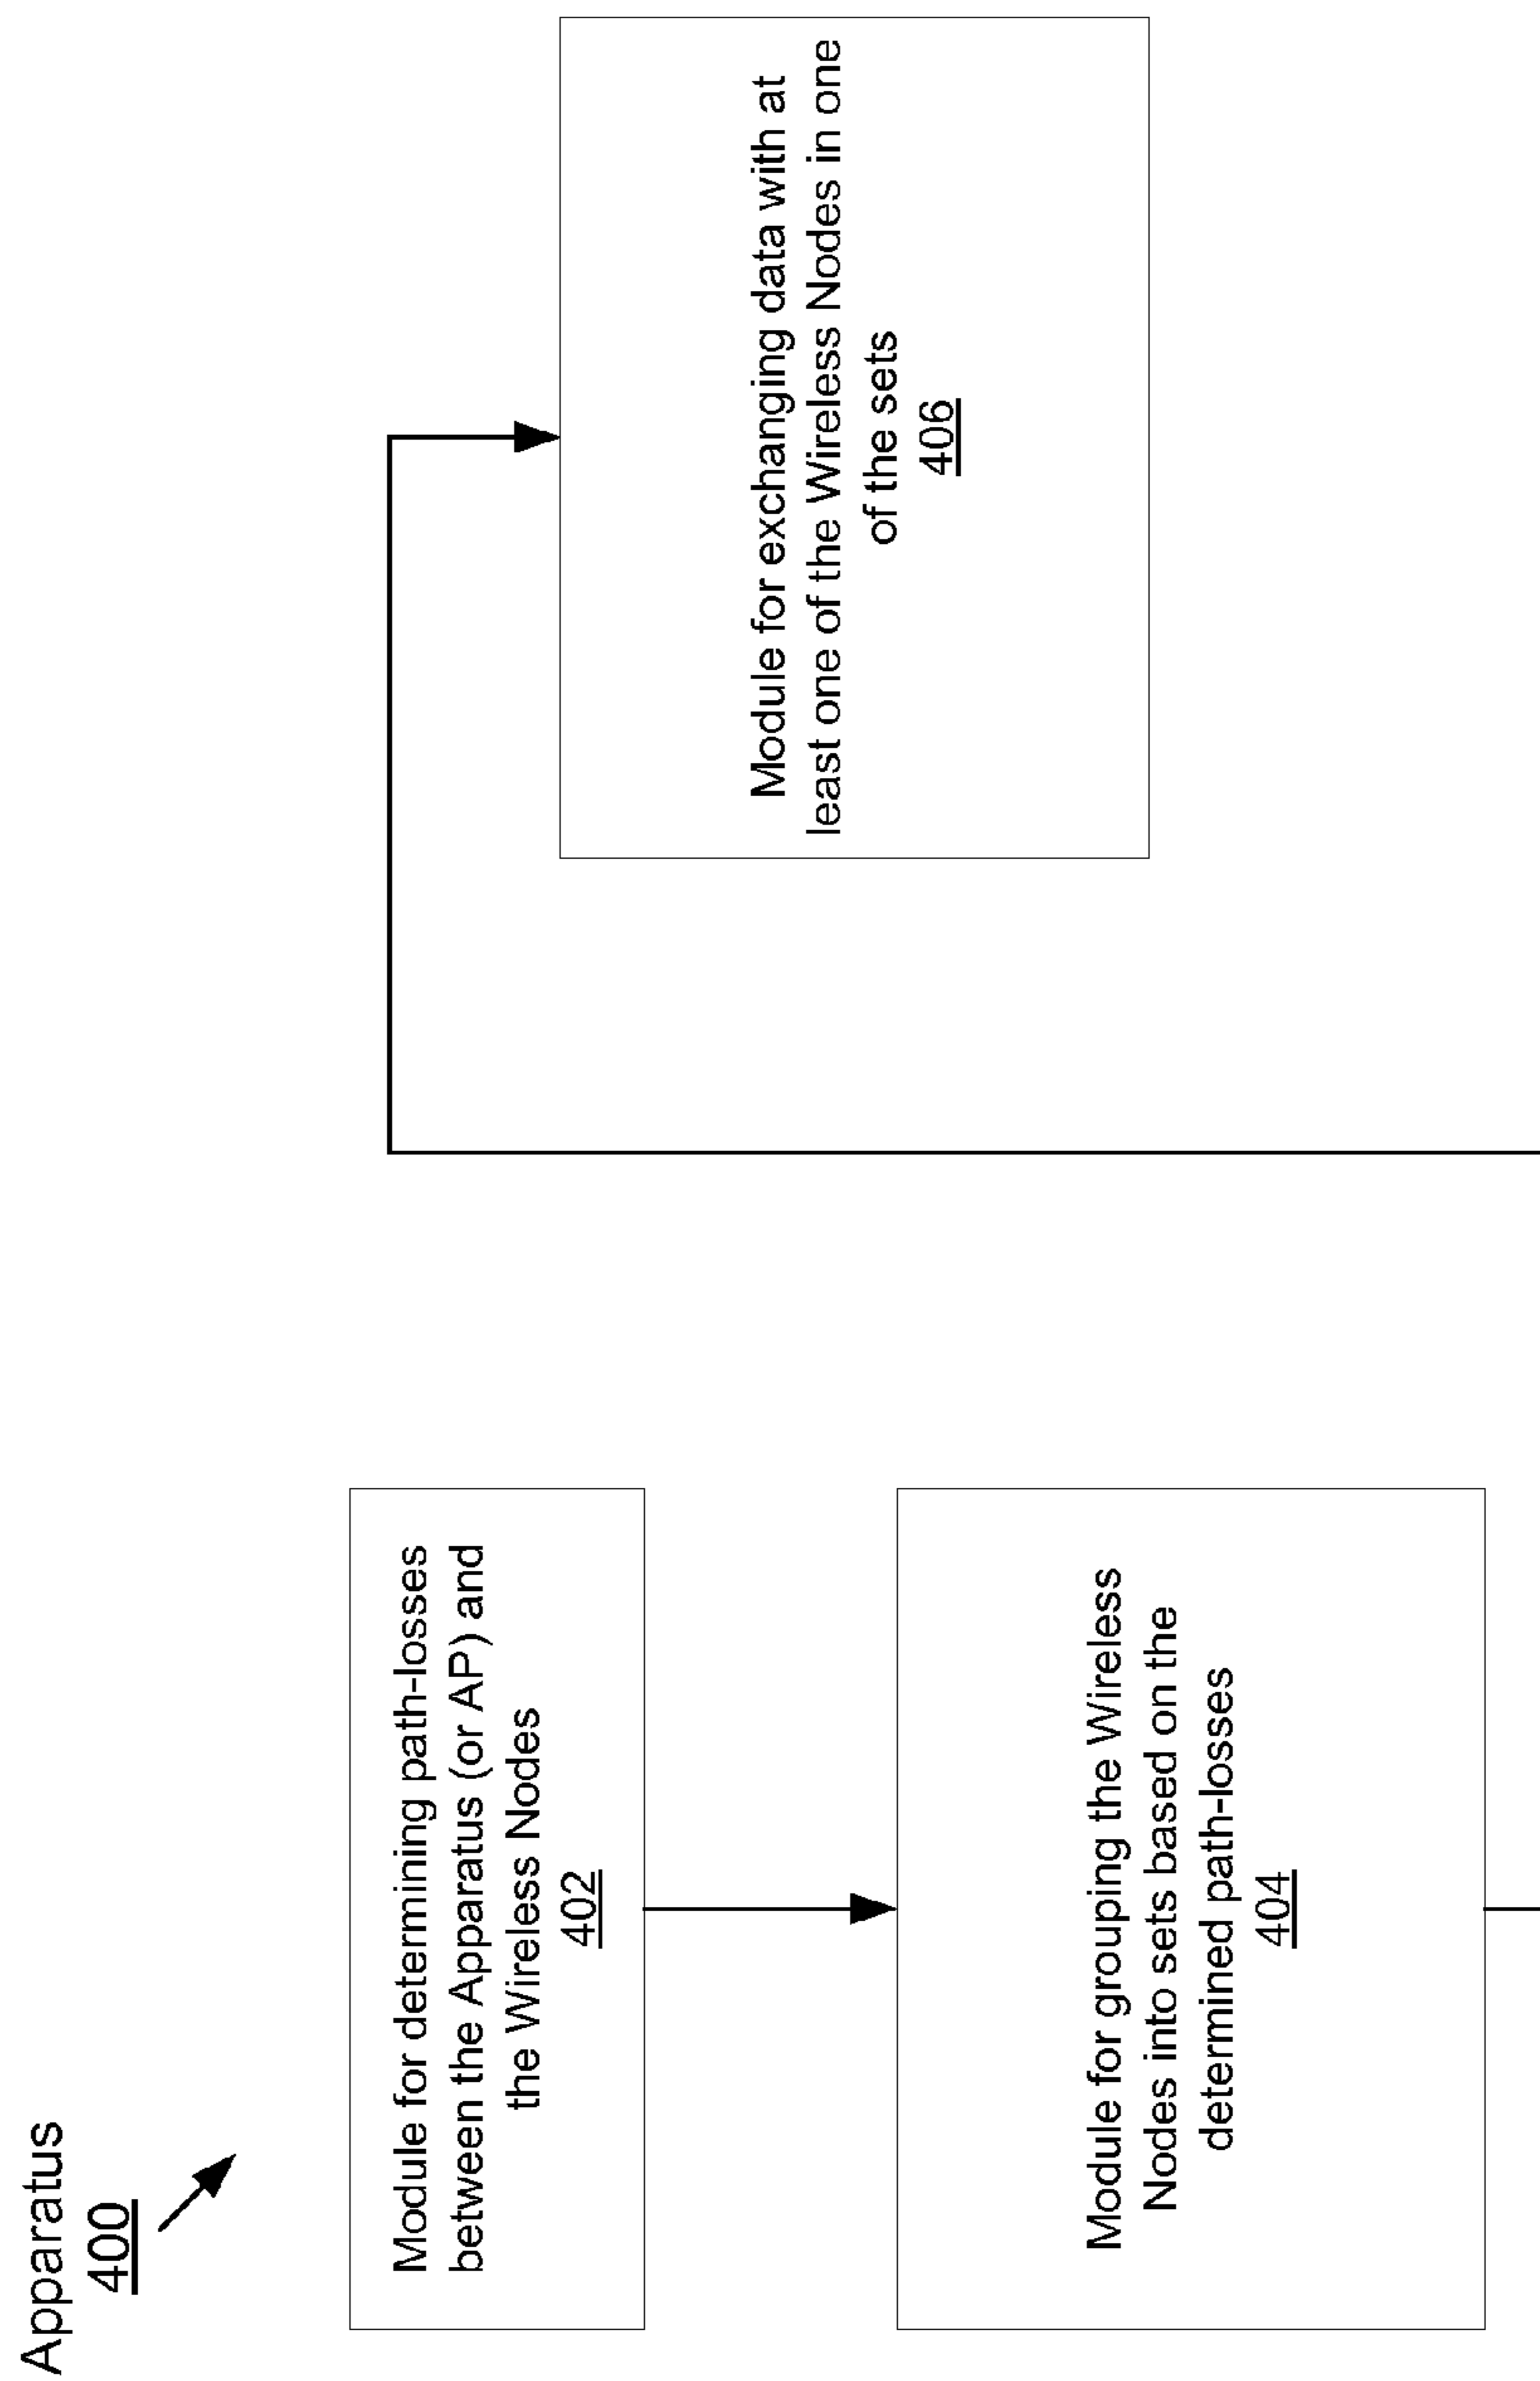 Apparatus
400
Module for determining path-losses
between the Apparatus (or AP) and
the Wireless Nodes
402
Module for grouping the Wireless
Nodes into sets based on the
determined path-losses
404
Module for exchanging data with at
least one of the Wireless Nodes in one
of the sets
406